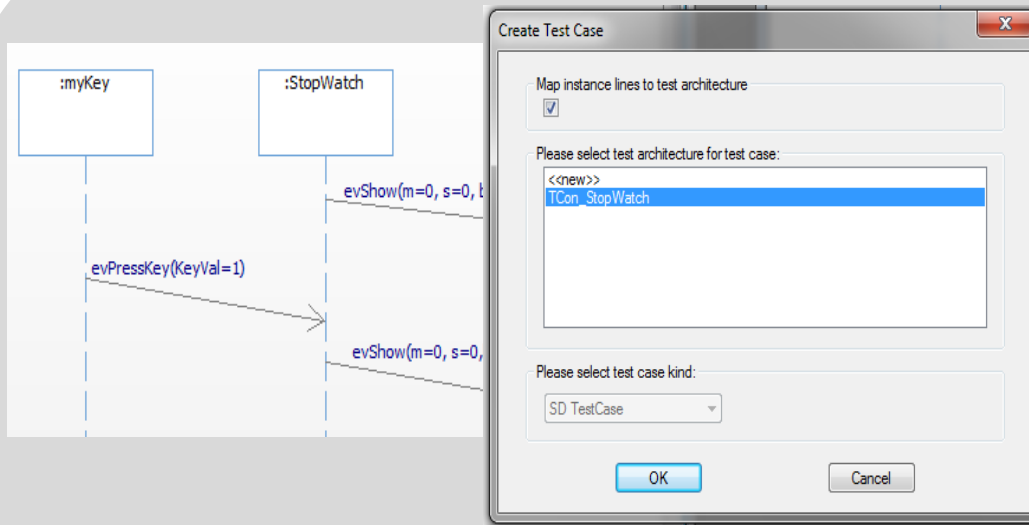 :myKey
:StopWatch
evShow(m=0, s=0, b
evPressKey(KeyVal=1)
evShow(m=0, s=0,
Create Test Case
Map instance lines to test architecture
Please select test architecture for test case:
<<new>>
TCon_StopWatch
Please select test case kind:
SD TestCase
OK
Cancel